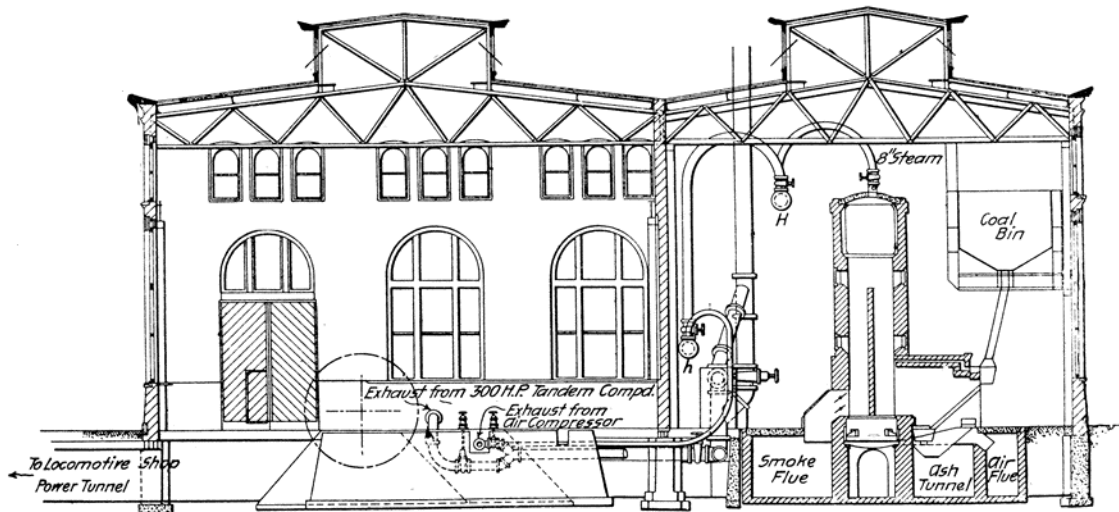 8" Steam
H
Coal
Bin
h
Exhaust from 300 H.P. Tandem Compd.
Exhaust from
Air Compressor
To Locomotive Shop
Power Tunnel
Smoke
Flue
Ash
Tunnel
Air
Flue